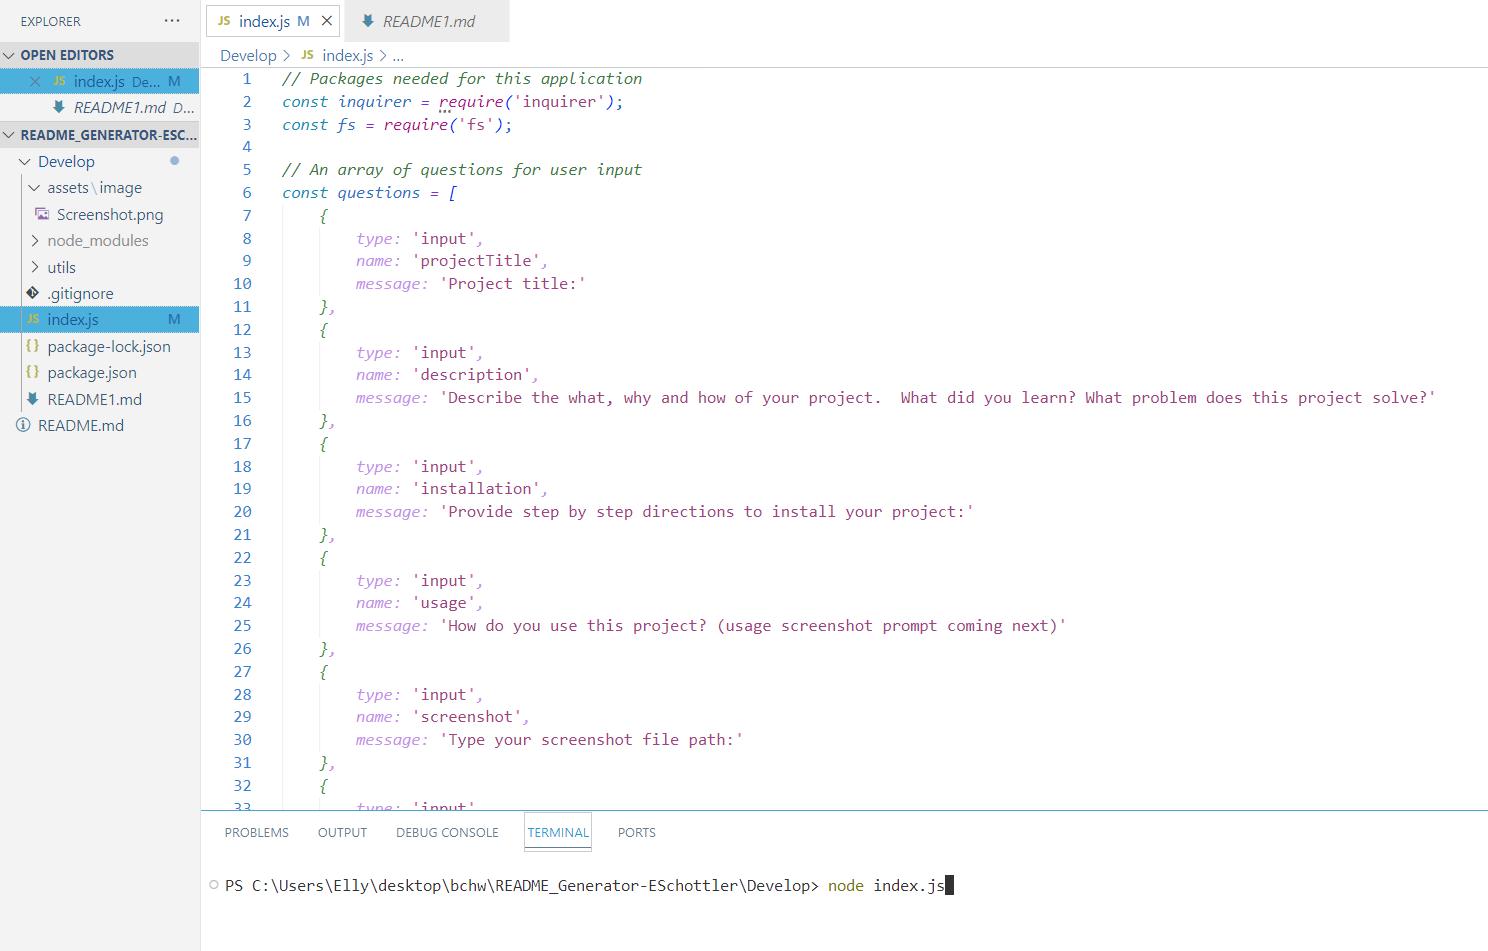 EXPLORER ...
OPEN EDITORS
JS index.js De... M
README1.md D...
README_GENERATOR-ESC...
Develop
assets\image
Screenshot.png
node_modules
utils
.gitignore
JS index.js M
{} package-lock.json
{} package.json
README1.md
README.md
JS index.js M
README1.md
Develop > JS index.js > ...
1 // Packages needed for this application
2 const inquirer = require('inquirer');
3 const fs = require('fs');
4
5 // An array of questions for user input
6 const questions = [
7 {
8 type: 'input',
9 name: 'projectTitle',
10 message: 'Project title:'
11 },
12 {
13 type: 'input',
14 name: 'description',
15 message: 'Describe the what, why and how of your project.  What did you learn? What problem does this project solve?'
16 },
17 {
18 type: 'input',
19 name: 'installation',
20 message: 'Provide step by step directions to install your project:'
21 },
22 {
23 type: 'input',
24 name: 'usage',
25 message: 'How do you use this project? (usage screenshot prompt coming next)'
26 },
27 {
28 type: 'input',
29 name: 'screenshot',
30 message: 'Type your screenshot file path:'
31 },
32 {
33 type: 'input'
PROBLEMS OUTPUT DEBUG CONSOLE TERMINAL PORTS
PS C:\Users\Elly\desktop\bchw\README_Generator-ESchottler\Develop> node index.js